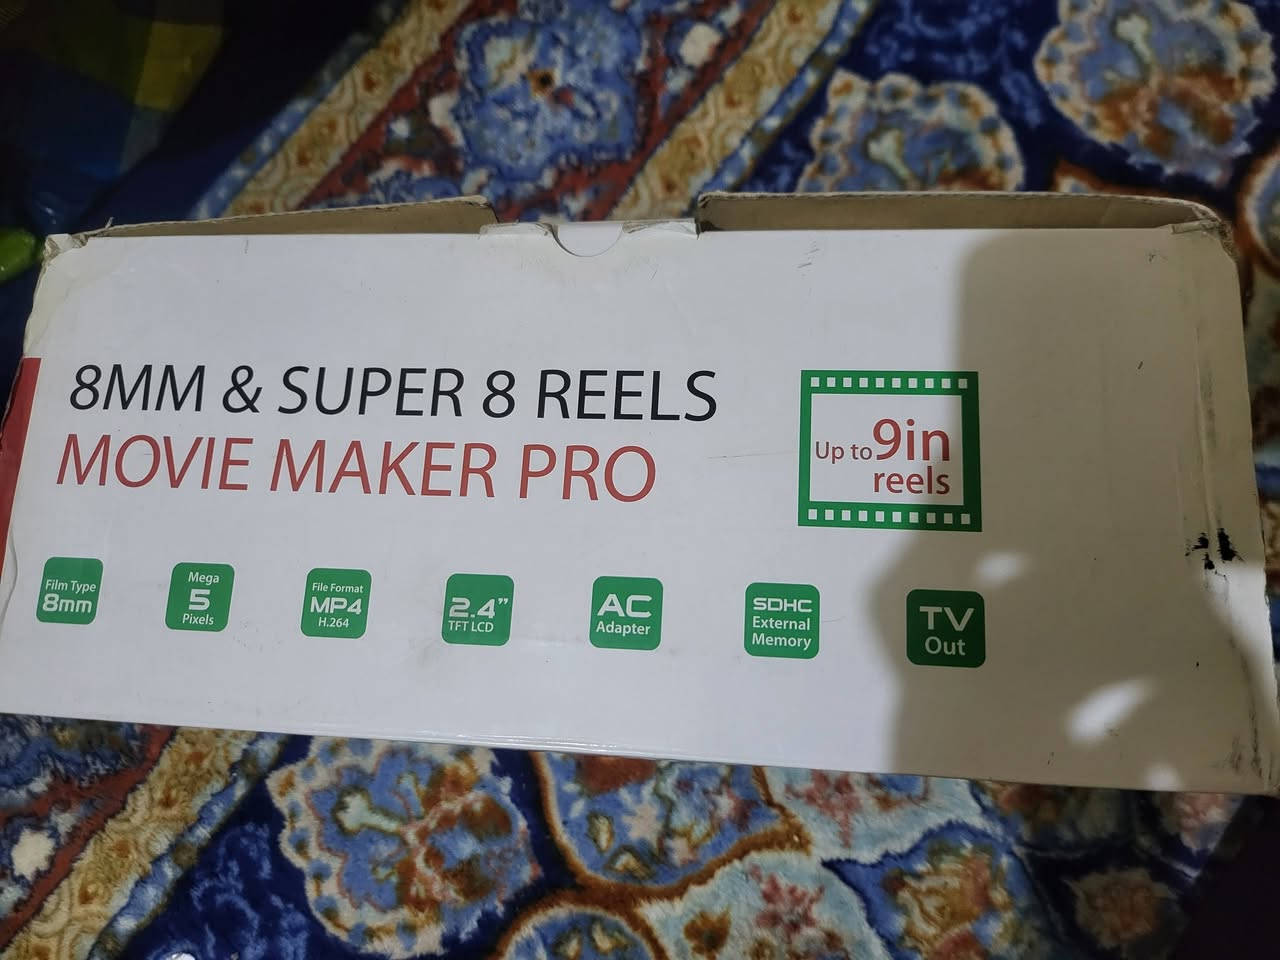 8MM & SUPER 8 REELS
MOVIE MAKER PRO
Up to 9in
reels
Film Type
8mm
Mega
5
Pixels
File Format
MP4
H.264
2.4"
TFT LCD
AC
Adapter
SDHC
External
Memory
TV
Out